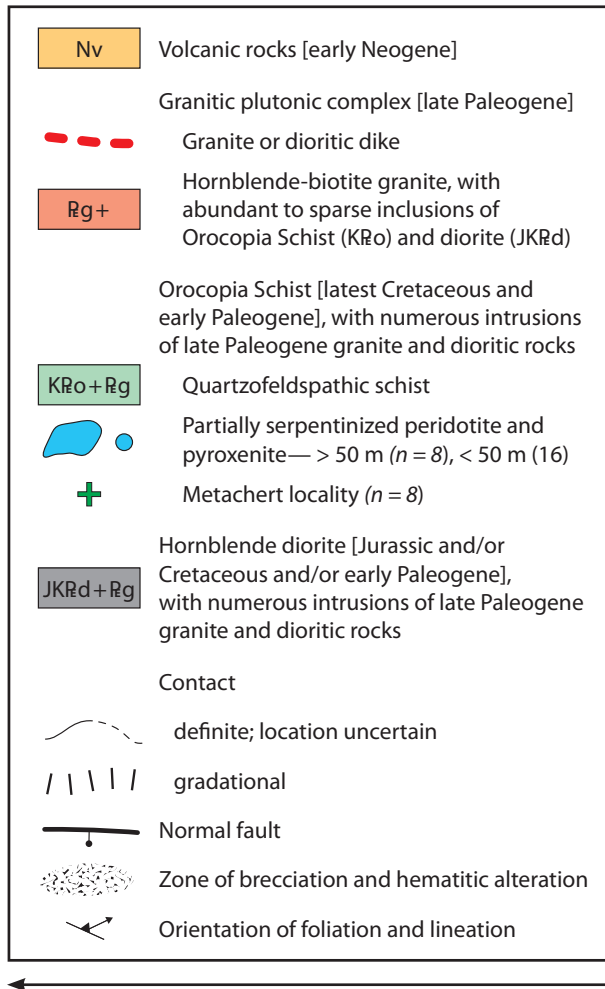 Nv Volcanic rocks [early Neogene]
Granitic plutonic complex [late Paleogene]
Granite or dioritic dike
Hornblende-biotite granite, with
₽g+ abundant to sparse inclusions of
Orocopia Schist (K₽o) and diorite (JK₽d)
Orocopia Schist [latest Cretaceous and
early Paleogene], with numerous intrusions
of late Paleogene granite and dioritic rocks
K₽o+₽g Quartzofeldspathic schist
Partially serpentinized peridotite and
pyroxenite— > 50 m (n = 8), < 50 m (16)
Metachert locality (n = 8)
Hornblende diorite [Jurassic and/or
Cretaceous and/or early Paleogene],
JK₽d+₽g with numerous intrusions of late Paleogene
granite and dioritic rocks
Contact
definite; location uncertain
gradational
Normal fault
Zone of brecciation and hematitic alteration
Orientation of foliation and lineation